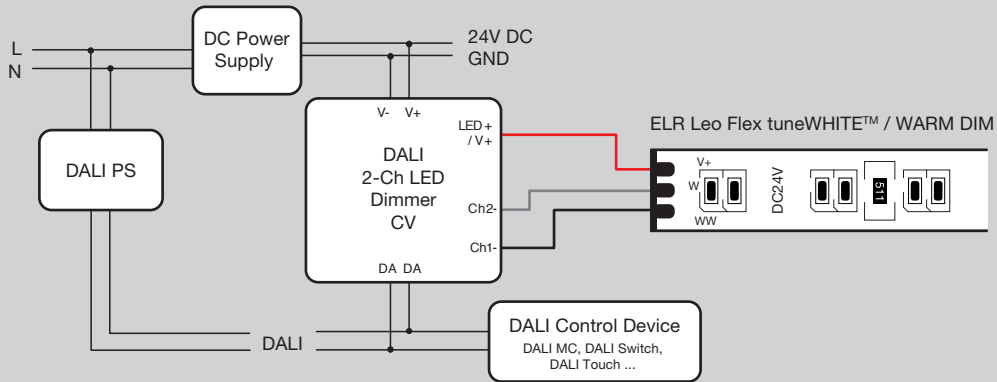 L
N
DC Power
Supply
24V DC
GND
V- V+
LED +
/ V+
DALI
2-Ch LED
Dimmer
CV
Ch2-
Ch1-
DA DA
DALI PS
ELR Leo Flex tuneWHITE™ / WARM DIM
V+
W
WW
DC24V
511
DALI
DALI Control Device
DALI MC, DALI Switch,
DALI Touch ...